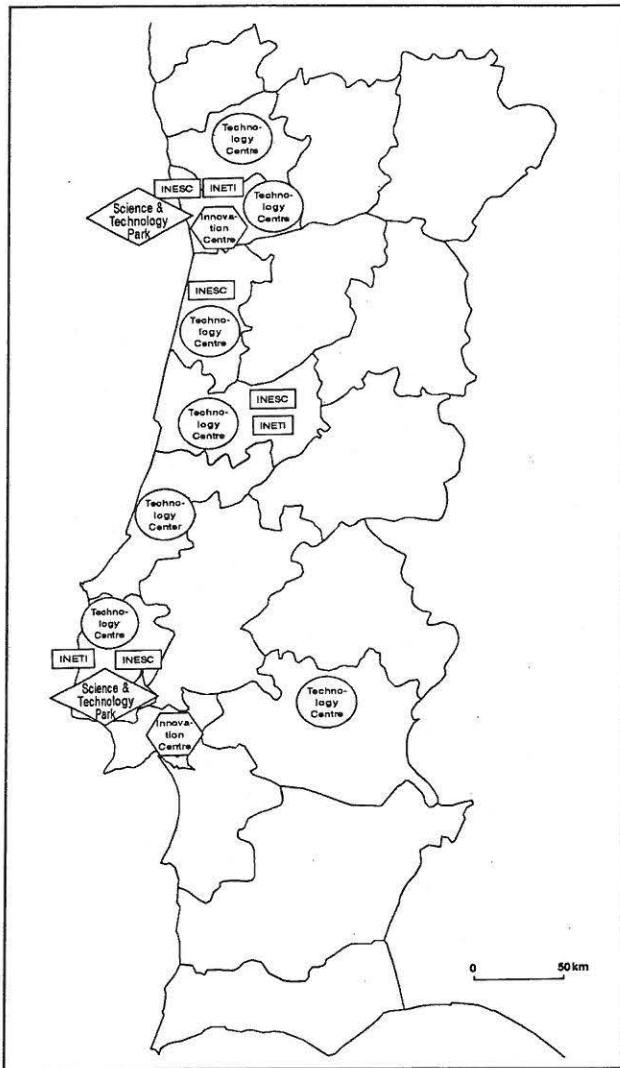 Techno-
logy
Centre
INESC
INETI
Techno-
logy
Centre
Science &
Technology
Park
Innova-
tion
Centre
INESC
Techno-
logy
Centre
INESC
Techno-
logy
Centre
INETI
Techno-
logy
Center
Techno-
logy
Centre
INETI
INESC
Science &
Technology
Park
Techno-
logy
Centre
Innova-
tion
Centre
0
50 km